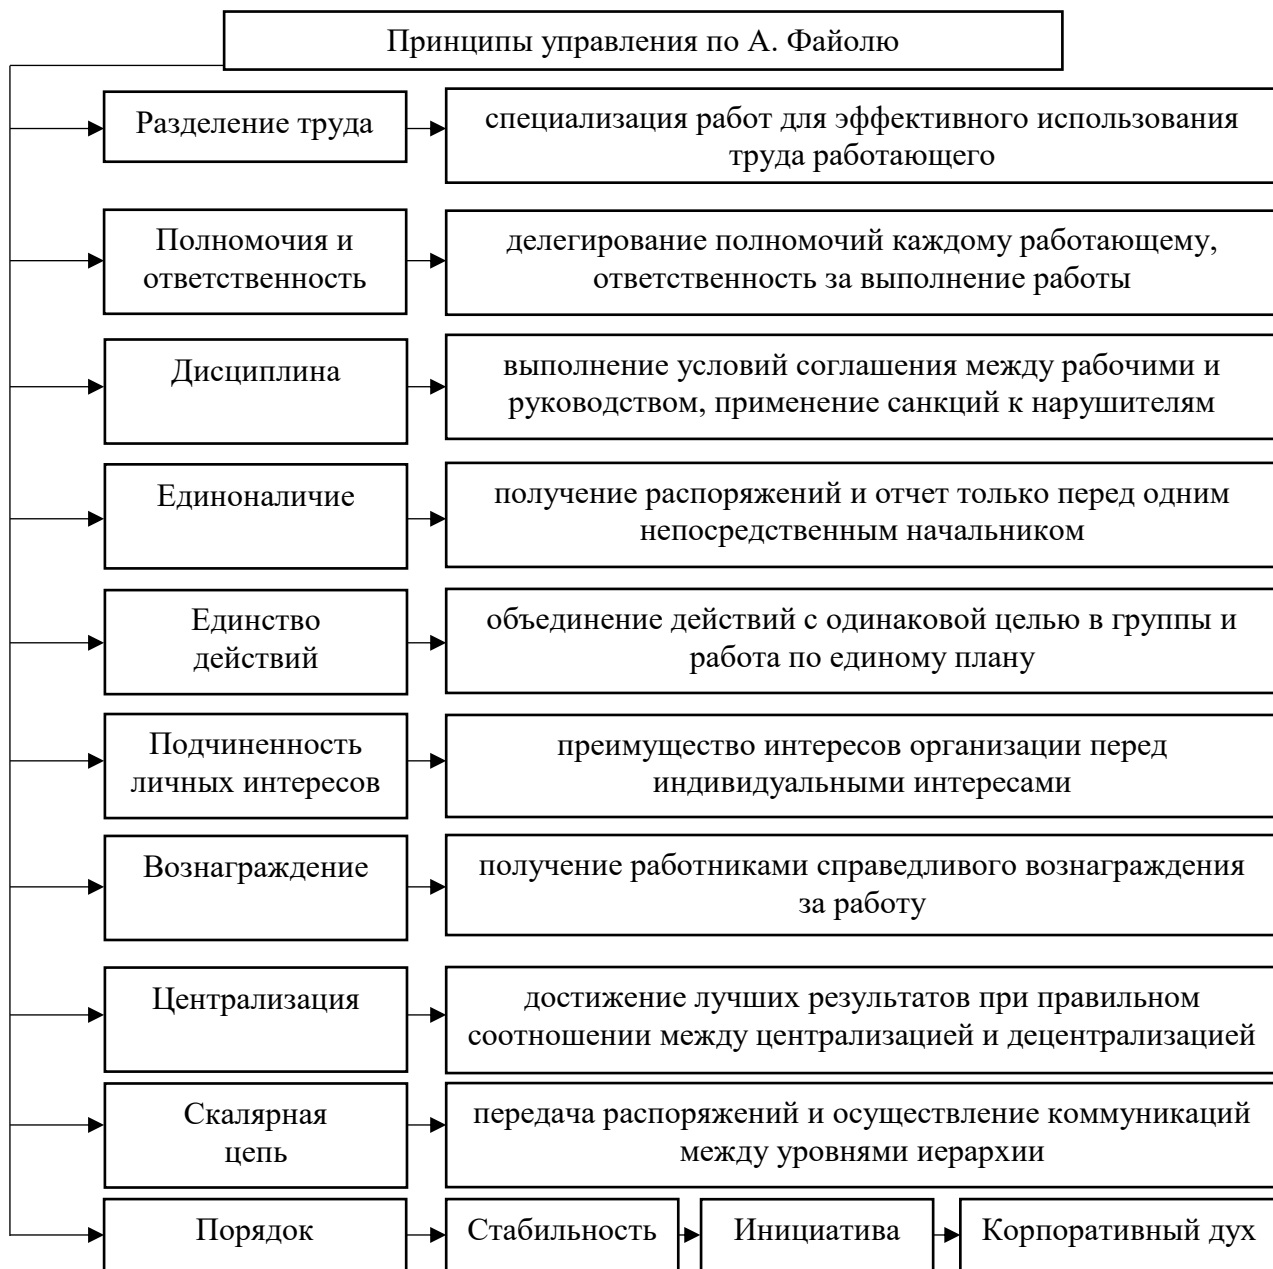 Принципы управления по А. Файолю
Разделение труда
специализация работ для эффективного использования
труда работающего
Полномочия и
ответственность
делегирование полномочий каждому работающему,
ответственность за выполнение работы
Дисциплина
выполнение условий соглашения между рабочими и
руководством, применение санкций к нарушителям
Единоналичие
получение распоряжений и отчет только перед одним
непосредственным начальником
Единство
действий
объединение действий с одинаковой целью в группы и
работа по единому плану
Подчиненность
личных интересов
преимущество интересов организации перед
индивидуальными интересами
Вознаграждение
получение работниками справедливого вознаграждения
за работу
Централизация
достижение лучших результатов при правильном
соотношении между централизацией и децентрализацией
Скалярная
цепь
передача распоряжений и осуществление коммуникаций
между уровнями иерархии
Порядок
Стабильность
Инициатива
Корпоративный дух